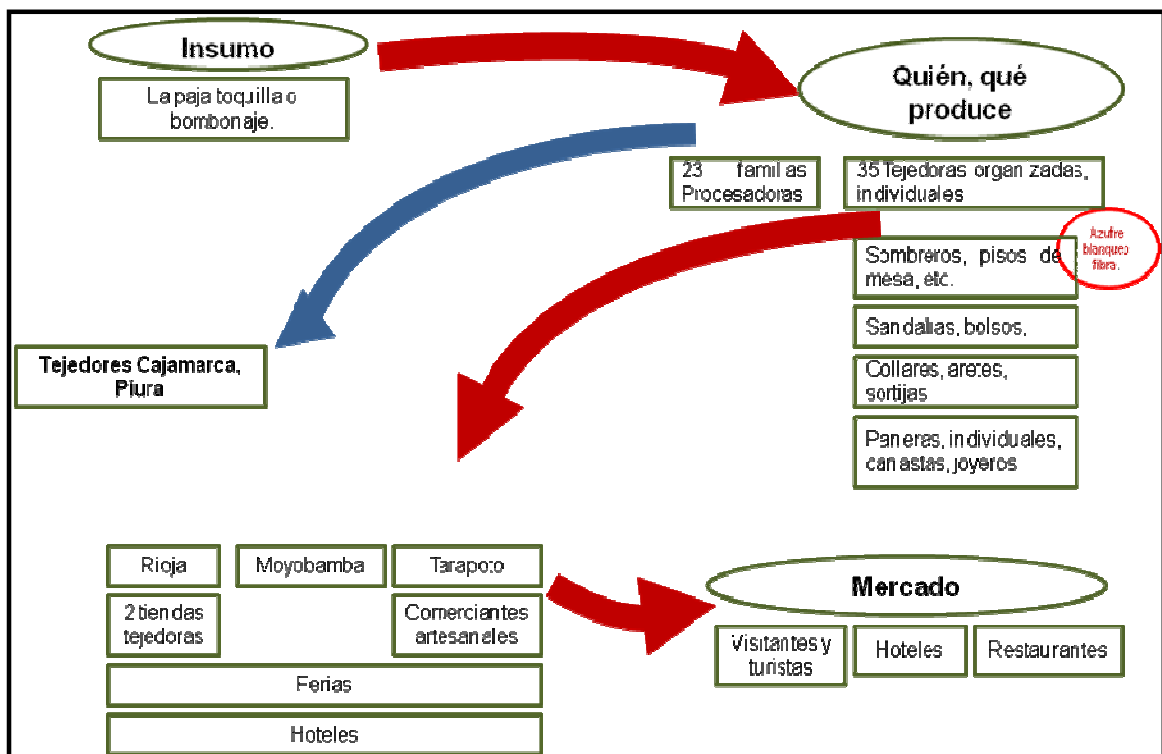 Insumo
La paja toquilla o
bombonaje.
Quién, qué
produce
23 familias
Procesadoras
35 Tejedoras organizadas,
individuales
Azufre
blanqueo
fibra.
Sombreros, pisos de
mesa, etc.
Sandalias, bolsos,
Collares, aretes,
sortijas
Paneras, individuales,
canastas, joyeros
Tejedores Cajamarca,
Piura
Rioja
Moyobamba
Tarapoto
2 tiendas
tejedoras
Comerciantes
artesanales
Ferias
Hoteles
Mercado
Visitantes y
turistas
Hoteles
Restaurantes